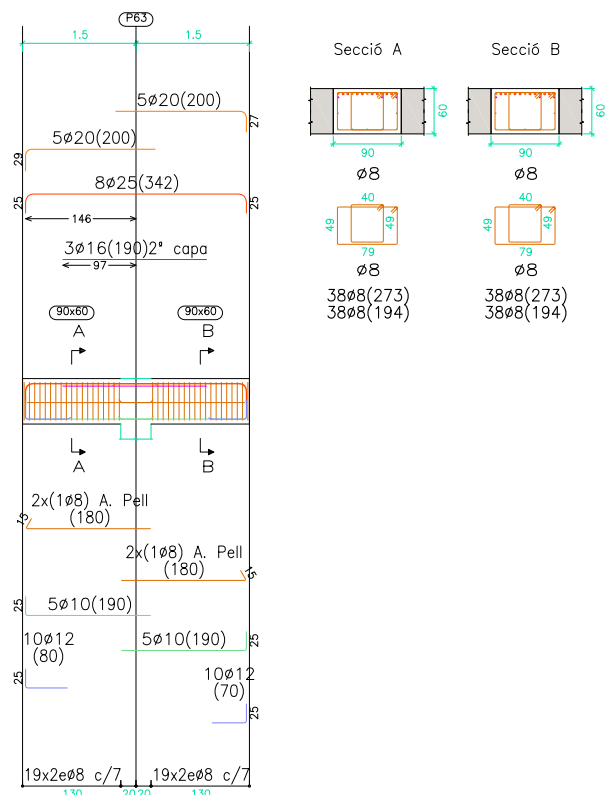 P63
1.5
1.5
Secció A
Secció B
5ø20(200)
27
60
60
5ø20(200)
29
90
90
ø8
ø8
8ø25(342)
25
25
146
40
40
49
49
49
49
79
79
3ø16(190)2ª capa
97
ø8
ø8
38ø8(273)
38ø8(194)
38ø8(273)
38ø8(194)
90x60
90x60
A
B
A
B
2x(1ø8) A. Pell
(180)
15
2x(1ø8) A. Pell
(180)
15
5ø10(190)
25
5ø10(190)
25
10ø12
(80)
25
10ø12
(70)
25
19x2eø8 c/7
19x2eø8 c/7
130
20
20
130